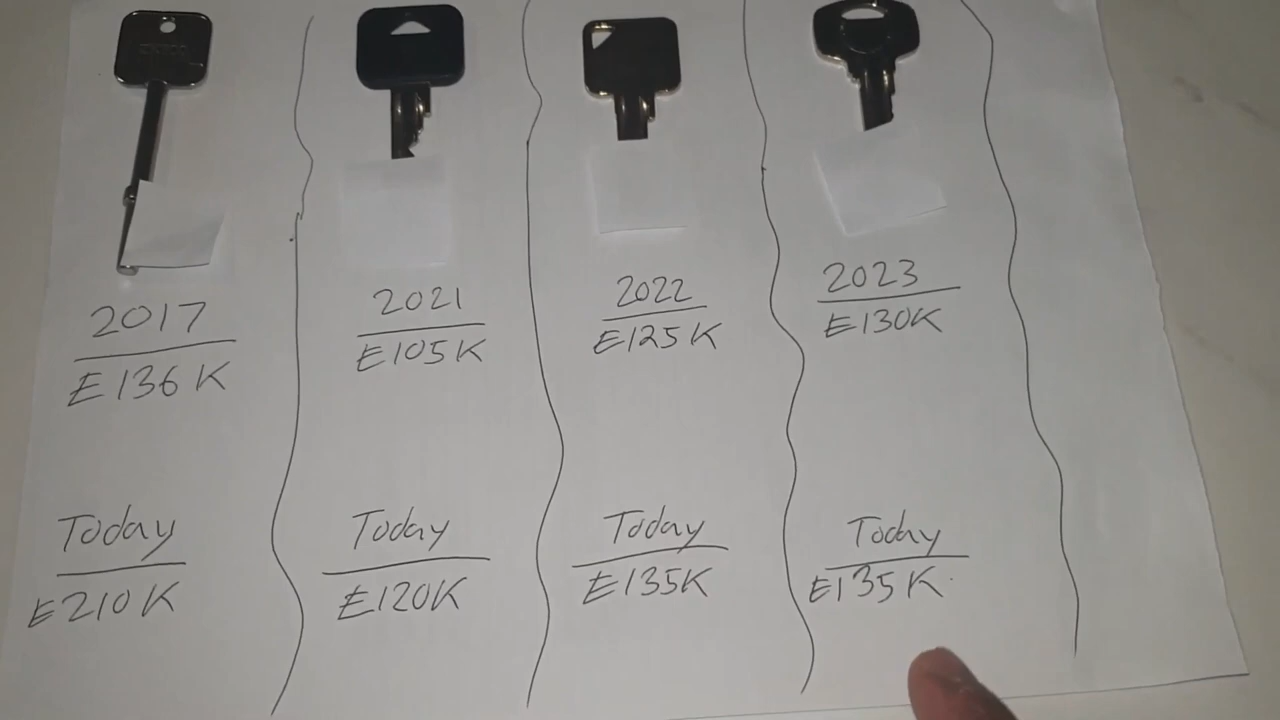 2017
£136K
Today
£210K
2021
£105K
Today
£120K
2022
£125K
Today
£135K
2023
£130K
Today
£135K